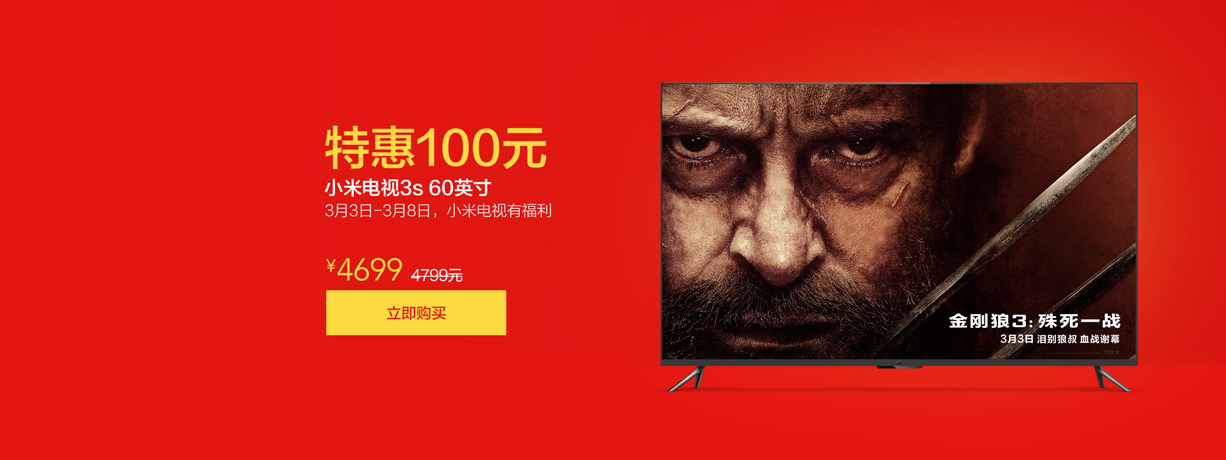 特惠100元
小米电视3s 60英寸
3月3日-3月8日，小米电视有福利
¥4699 4799元
立即购买
金刚狼3：殊死一战
3月3日 泪别狼叔 血战谢幕